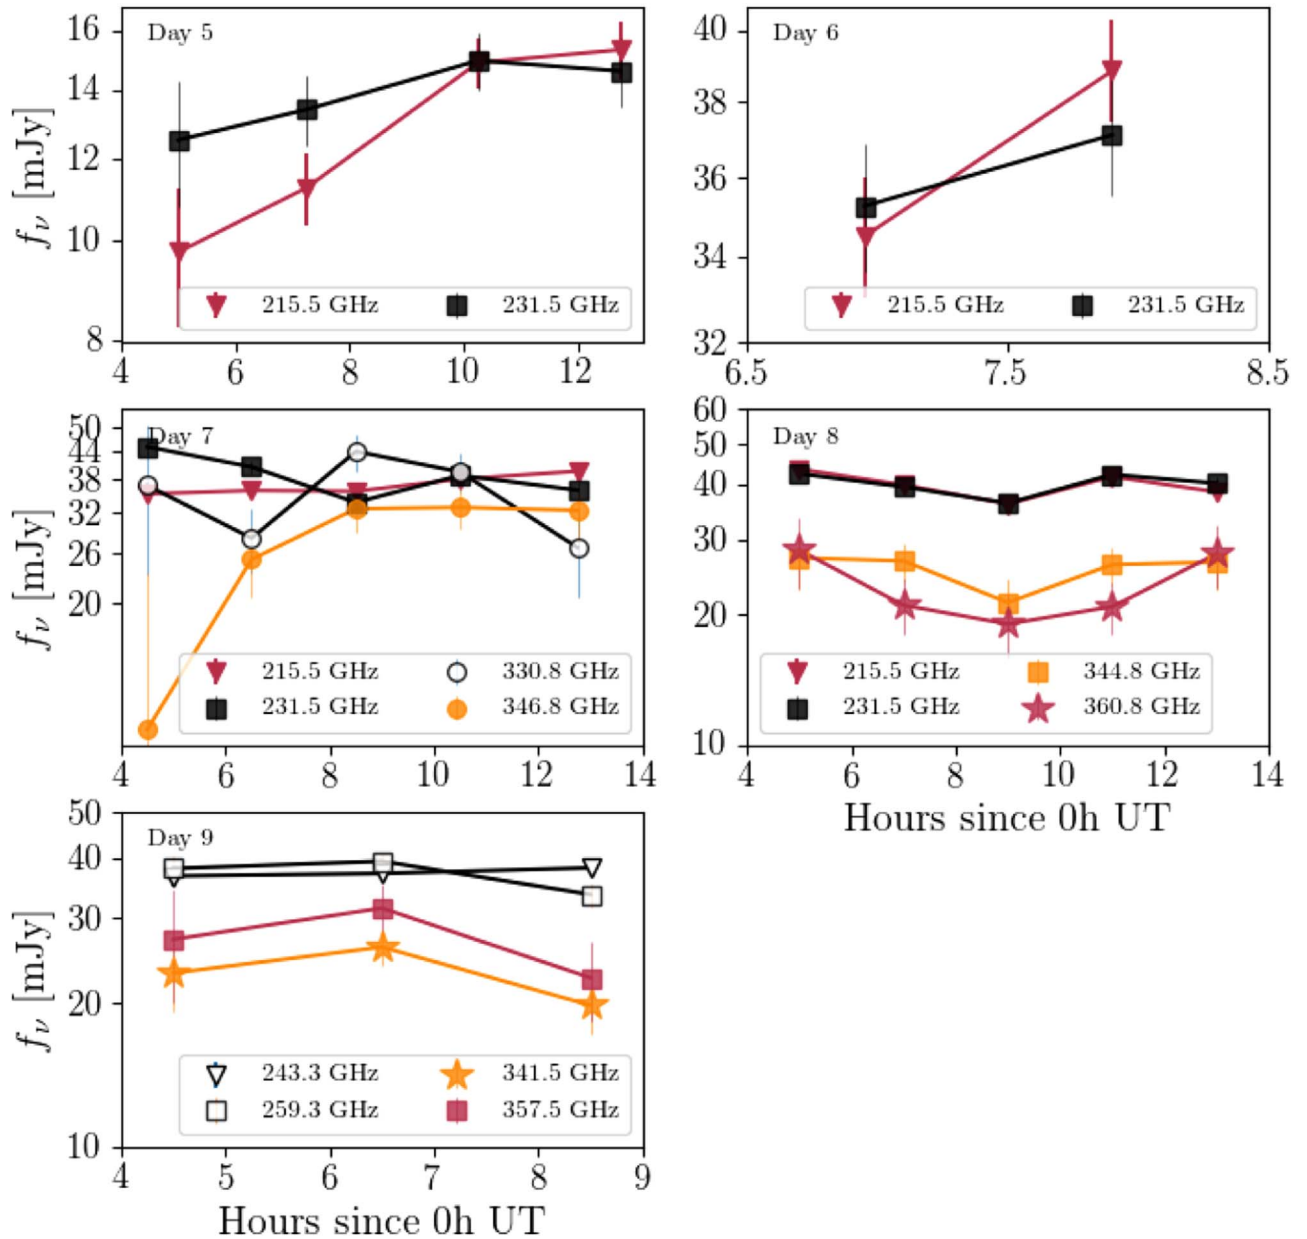 Day 5
16
14
12
10
8
f_ν [mJy]
215.5 GHz 231.5 GHz
4 6 8 10 12
Day 6
40
38
36
34
32
215.5 GHz 231.5 GHz
6.5 7.5 8.5
Day 7
50
44
38
32
26
20
f_ν [mJy]
215.5 GHz 330.8 GHz
231.5 GHz 346.8 GHz
4 6 8 10 12 14
Day 8
60
50
40
30
20
10
215.5 GHz 344.8 GHz
231.5 GHz 360.8 GHz
4 6 8 10 12 14
Hours since 0h UT
Day 9
50
40
30
20
10
f_ν [mJy]
243.3 GHz 341.5 GHz
259.3 GHz 357.5 GHz
4 5 6 7 8 9
Hours since 0h UT